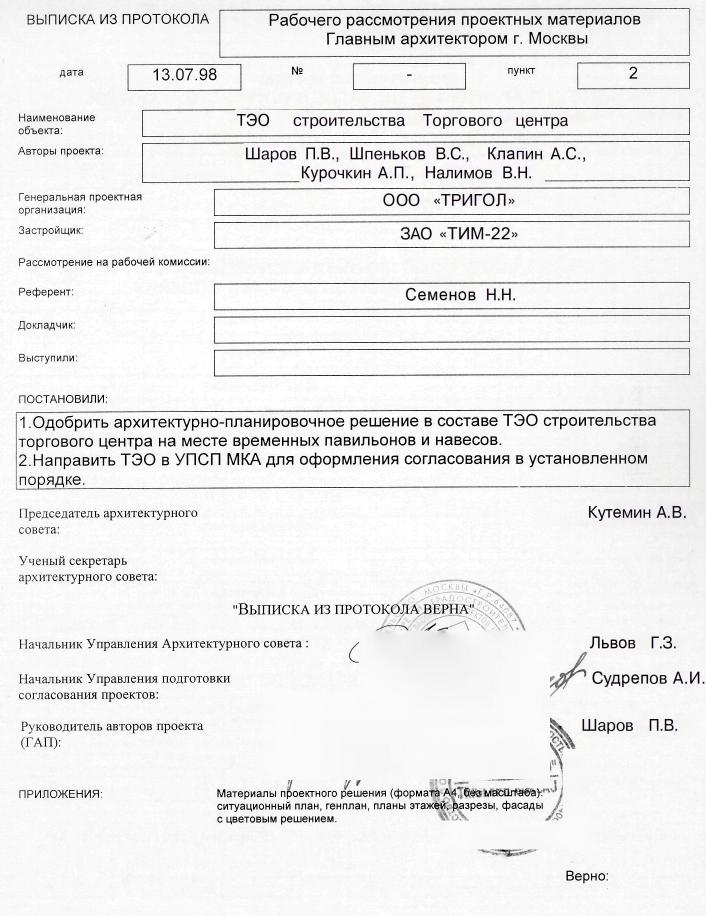 ВЫПИСКА ИЗ ПРОТОКОЛА
Рабочего рассмотрения проектных материалов
Главным архитектором г. Москвы
дата 13.07.98 № - пункт 2
Наименование
объекта:
ТЭО строительства Торгового центра
Авторы проекта:
Шаров П.В., Шпеньков В.С., Клапин А.С.,
Курочкин А.П., Налимов В.Н.
Генеральная проектная
организация:
ООО «ТРИГОЛ»
Застройщик: ЗАО «ТИМ-22»
Рассмотрение на рабочей комиссии:
Референт: Семенов Н.Н.
Докладчик:
Выступили:
ПОСТАНОВИЛИ:
1.Одобрить архитектурно-планировочное решение в составе ТЭО строительства
торгового центра на месте временных павильонов и навесов.
2.Направить ТЭО в УПСП МКА для оформления согласования в установленном
порядке.
Председатель архитектурного
совета:
Кутемин А.В.
Ученый секретарь
архитектурного совета:
"ВЫПИСКА ИЗ ПРОТОКОЛА ВЕРНА"
Начальник Управления Архитектурного совета : Львов Г.З.
Начальник Управления подготовки
согласования проектов:
Судрепов А.И.
Руководитель авторов проекта
(ГАП):
Шаров П.В.
ПРИЛОЖЕНИЯ:
Материалы проектного решения (формата А4, без масштаба):
ситуационный план, генплан, планы этажей, разрезы, фасады
с цветовым решением.
Верно: